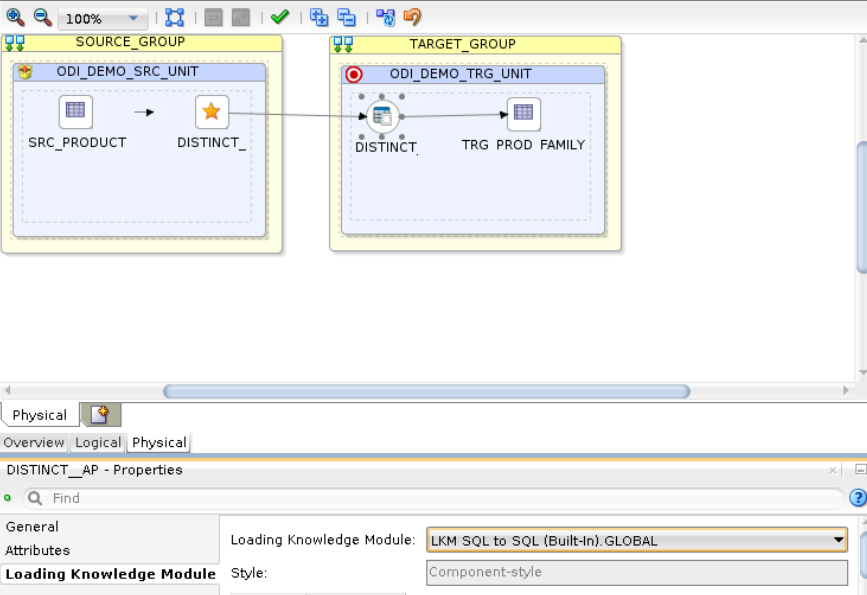 100%
SOURCE_GROUP
ODI_DEMO_SRC_UNIT
SRC_PRODUCT
DISTINCT_
TARGET_GROUP
ODI_DEMO_TRG_UNIT
DISTINCT_
TRG_PROD_FAMILY
Physical
Overview Logical Physical
DISTINCT__AP - Properties
Find
General
Attributes
Loading Knowledge Module
Loading Knowledge Module: LKM SQL to SQL (Built-In).GLOBAL
Style: Component-style